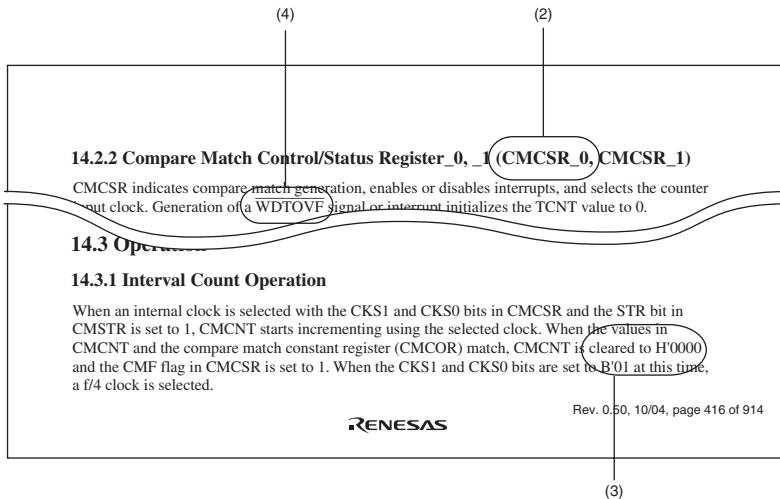 (4) (2)
14.2.2 Compare Match Control/Status Register_0, _1 (CMCSR_0, CMCSR_1)
CMCSR indicates compare match generation, enables or disables interrupts, and selects the counter
input clock. Generation of a WDTOVF signal or interrupt initializes the TCNT value to 0.
14.3 Operation
14.3.1 Interval Count Operation
When an internal clock is selected with the CKS1 and CKS0 bits in CMCSR and the STR bit in
CMSTR is set to 1, CMCNT starts incrementing using the selected clock. When the values in
CMCNT and the compare match constant register (CMCOR) match, CMCNT is cleared to H'0000
and the CMF flag in CMCSR is set to 1. When the CKS1 and CKS0 bits are set to B'01 at this time,
a f/4 clock is selected.
Rev. 0.50, 10/04, page 416 of 914
RENESAS
(3)